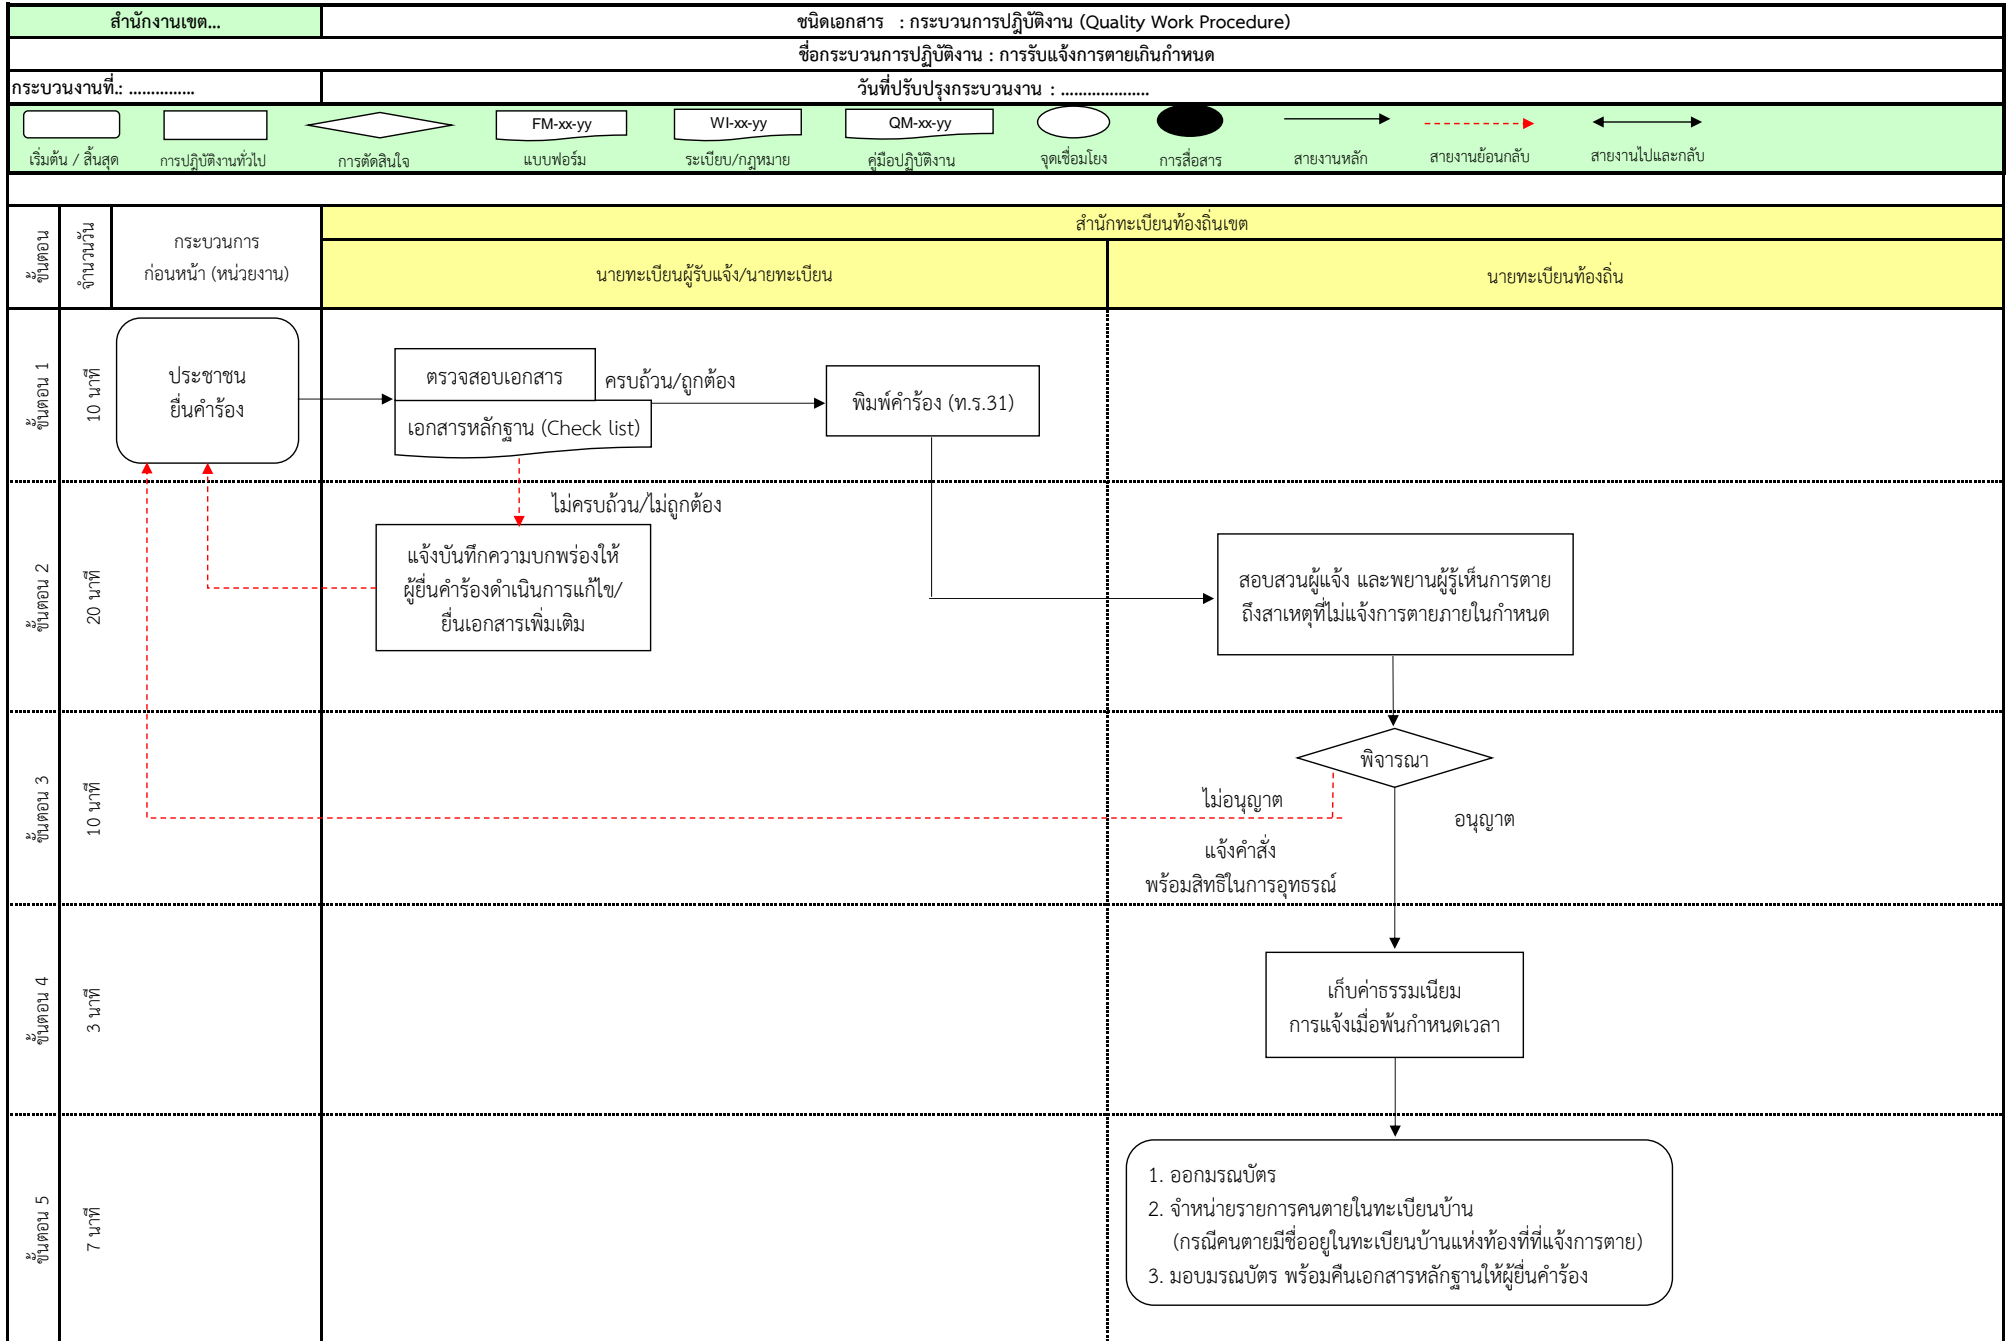 สำนักงานเขต...
ชนิดเอกสาร : กระบวนการปฏิบัติงาน (Quality Work Procedure)
ชื่อกระบวนการปฏิบัติงาน : การรับแจ้งการตายเกินกำหนด
กระบวนงานที่.: ...............
วันที่ปรับปรุงกระบวนงาน : ....................
FM-xx-yy
WI-xx-yy
QM-xx-yy
เริ่มต้น / สิ้นสุด
การปฏิบัติงานทั่วไป
การตัดสินใจ
แบบฟอร์ม
ระเบียบ/กฎหมาย
คู่มือปฏิบัติงาน
จุดเชื่อมโยง
การสื่อสาร
สายงานหลัก
สายงานย้อนกลับ
สายงานไปและกลับ
ขั้นตอน
จำนวนวัน
กระบวนการ
ก่อนหน้า (หน่วยงาน)
สำนักทะเบียนท้องถิ่นเขต
นายทะเบียนผู้รับแจ้ง/นายทะเบียน
นายทะเบียนท้องถิ่น
ขั้นตอน 1
10 นาที
ประชาชน
ยื่นคำร้อง
ตรวจสอบเอกสาร
เอกสารหลักฐาน (Check list)
ครบถ้วน/ถูกต้อง
พิมพ์คำร้อง (ท.ร.31)
ไม่ครบถ้วน/ไม่ถูกต้อง
ขั้นตอน 2
20 นาที
แจ้งบันทึกความบกพร่องให้
ผู้ยื่นคำร้องดำเนินการแก้ไข/
ยื่นเอกสารเพิ่มเติม
สอบสวนผู้แจ้ง และพยานผู้รู้เห็นการตาย
ถึงสาเหตุที่ไม่แจ้งการตายภายในกำหนด
ขั้นตอน 3
10 นาที
พิจารณา
ไม่อนุญาต
อนุญาต
แจ้งคำสั่ง
พร้อมสิทธิในการอุทธรณ์
ขั้นตอน 4
3 นาที
เก็บค่าธรรมเนียม
การแจ้งเมื่อพ้นกำหนดเวลา
ขั้นตอน 5
7 นาที
1. ออกมรณบัตร
2. จำหน่ายรายการคนตายในทะเบียนบ้าน
(กรณีคนตายมีชื่ออยู่ในทะเบียนบ้านแห่งท้องที่ที่แจ้งการตาย)
3. มอบมรณบัตร พร้อมคืนเอกสารหลักฐานให้ผู้ยื่นคำร้อง